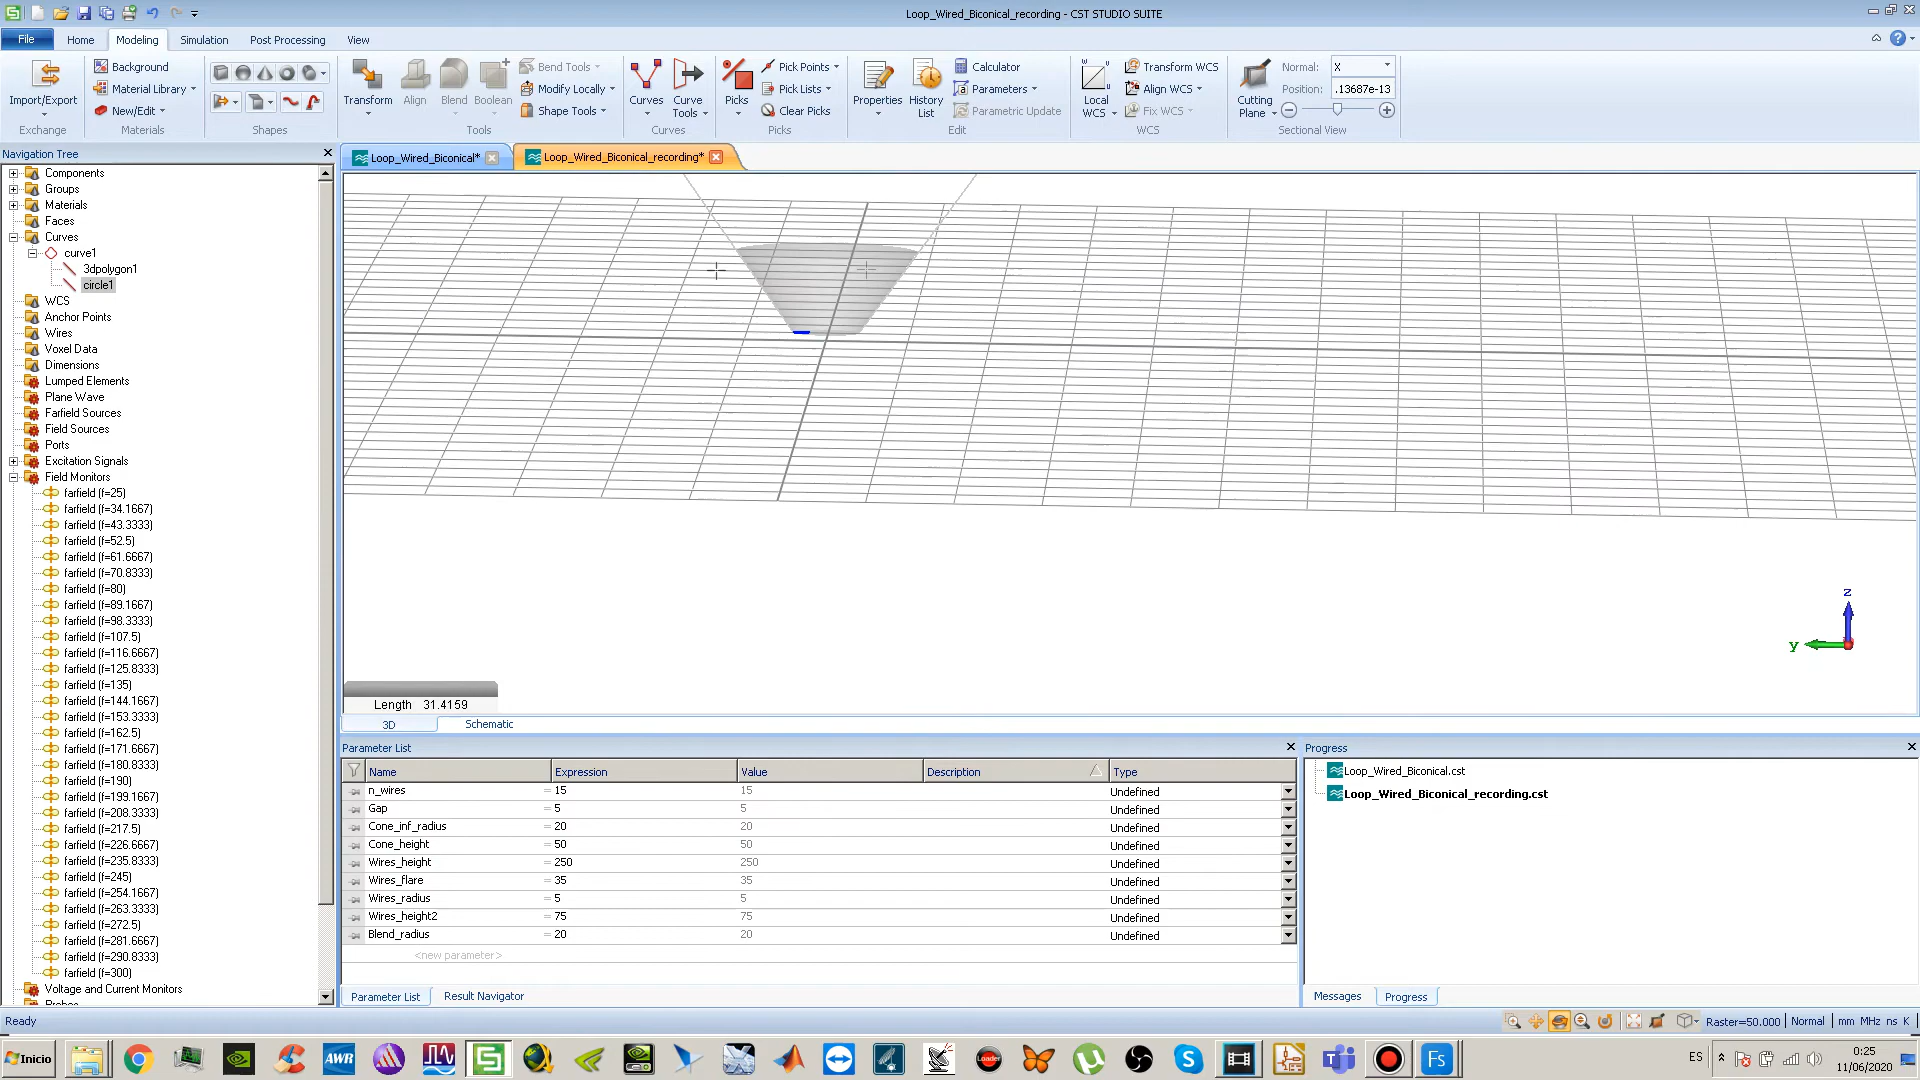 Loop_Wired_Biconical_recording - CST STUDIO SUITE
File Home Modeling Simulation Post Processing View
Import/Export
Exchange
Background
Material Library
New/Edit
Materials
Shapes
Transform
Align
Blend
Boolean
Bend Tools
Modify Locally
Shape Tools
Tools
Curves
Curve Tools
Curves
Picks
Pick Points
Pick Lists
Clear Picks
Picks
Properties
History List
Calculator
Parameters
Parametric Update
Edit
Local WCS
Transform WCS
Align WCS
Fix WCS
WCS
Cutting Plane
Normal: X
Position: .13687e-13
Sectional View
Navigation Tree
Components
Groups
Materials
Faces
Curves
curve1
3dpolygon1
circle1
WCS
Anchor Points
Wires
Voxel Data
Dimensions
Lumped Elements
Plane Wave
Farfield Sources
Field Sources
Ports
Excitation Signals
Field Monitors
farfield (f=25)
farfield (f=34.1667)
farfield (f=43.3333)
farfield (f=52.5)
farfield (f=61.6667)
farfield (f=70.8333)
farfield (f=80)
farfield (f=89.1667)
farfield (f=98.3333)
farfield (f=107.5)
farfield (f=116.6667)
farfield (f=125.8333)
farfield (f=135)
farfield (f=144.1667)
farfield (f=153.3333)
farfield (f=162.5)
farfield (f=171.6667)
farfield (f=180.8333)
farfield (f=190)
farfield (f=199.1667)
farfield (f=208.3333)
farfield (f=217.5)
farfield (f=226.6667)
farfield (f=235.8333)
farfield (f=245)
farfield (f=254.1667)
farfield (f=263.3333)
farfield (f=272.5)
farfield (f=281.6667)
farfield (f=290.8333)
farfield (f=300)
Voltage and Current Monitors
Probes
Loop_Wired_Biconical*
Loop_Wired_Biconical_recording*
z
y
Length 31.4159
3D Schematic
Parameter List
Name Expression Value Description Type
n_wires = 15 15 Undefined
Gap = 5 5 Undefined
Cone_inf_radius = 20 20 Undefined
Cone_height = 50 50 Undefined
Wires_height = 250 250 Undefined
Wires_flare = 35 35 Undefined
Wires_radius = 5 5 Undefined
Wires_height2 = 75 75 Undefined
Blend_radius = 20 20 Undefined
<new parameter>
Parameter List Result Navigator
Progress
Loop_Wired_Biconical.cst
Loop_Wired_Biconical_recording.cst
Messages Progress
Ready
Raster=50.000 Normal mm MHz ns K
Inicio
AWR
Loader
Fs
ES
0:25
11/06/2020